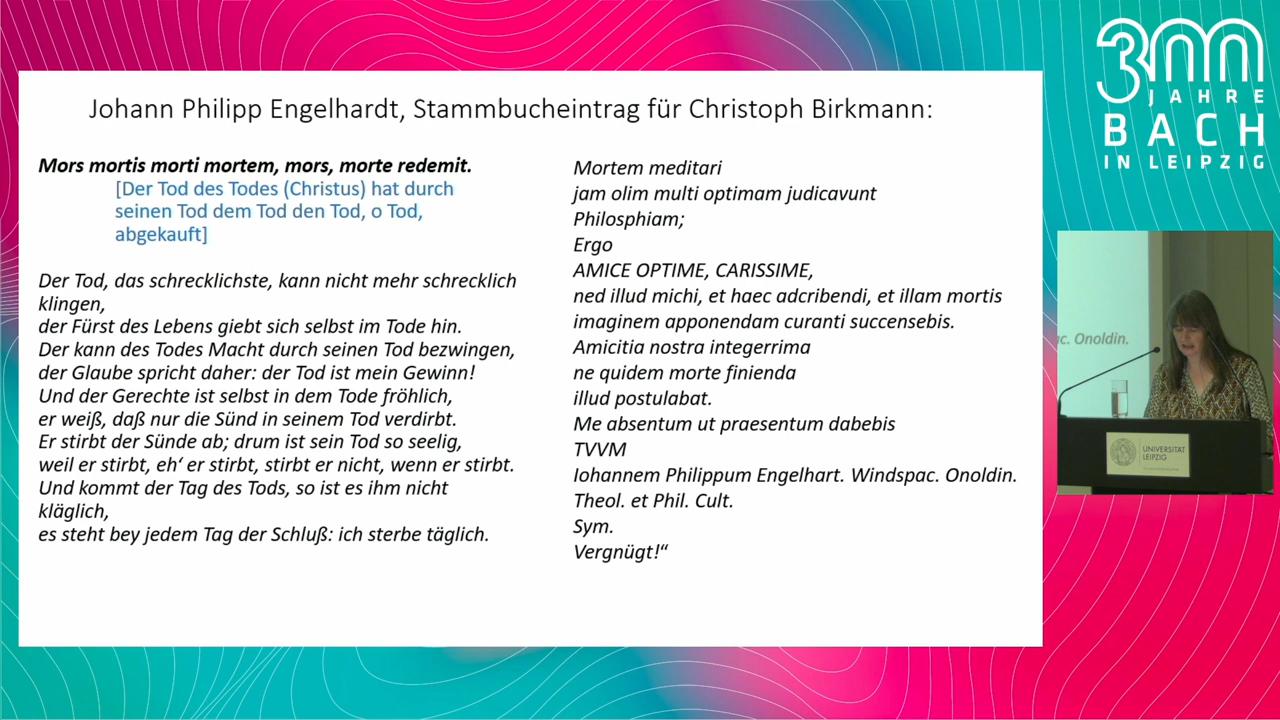 Johann Philipp Engelhardt, Stammbucheintrag für Christoph Birkmann:
Mors mortis morti mortem, mors, morte redemit.
[Der Tod des Todes (Christus) hat durch
seinen Tod dem Tod den Tod, o Tod,
abgekauft]
Der Tod, das schrecklichste, kann nicht mehr schrecklich
klingen,
der Fürst des Lebens giebt sich selbst im Tode hin.
Der kann des Todes Macht durch seinen Tod bezwingen,
der Glaube spricht daher: der Tod ist mein Gewinn!
Und der Gerechte ist selbst in dem Tode fröhlich,
er weiß, daß nur die Sünd in seinem Tod verdirbt.
Er stirbt der Sünde ab; drum ist sein Tod so seelig,
weil er stirbt, eh‘ er stirbt, stirbt er nicht, wenn er stirbt.
Und kommt der Tag des Tods, so ist es ihm nicht
kläglich,
es steht bey jedem Tag der Schluß: ich sterbe täglich.
Mortem meditari
jam olim multi optimam judicavunt
Philosphiam;
Ergo
AMICE OPTIME, CARISSIME,
ned illud michi, et haec adcribendi, et illam mortis
imaginem apponendam curanti succensebis.
Amicitia nostra integerrima
ne quidem morte finienda
illud postulabat.
Me absentum ut praesentum dabebis
TVVM
Iohannem Philippum Engelhart. Windspac. Onoldin.
Theol. et Phil. Cult.
Sym.
Vergnügt!“
300
JAHRE
BACH
IN LEIPZIG
ac. Onoldin.
UNIVERSITÄT
LEIPZIG